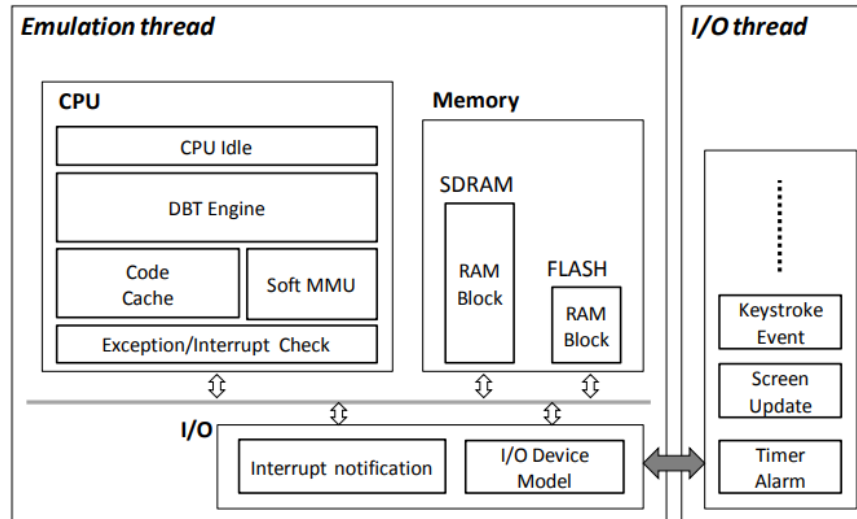 Emulation thread
I/O thread
CPU
CPU Idle
DBT Engine
Code
Cache
Soft MMU
Exception/Interrupt Check
Memory
SDRAM
RAM
Block
FLASH
RAM
Block
I/O
Interrupt notification
I/O Device
Model
Keystroke
Event
Screen
Update
Timer
Alarm